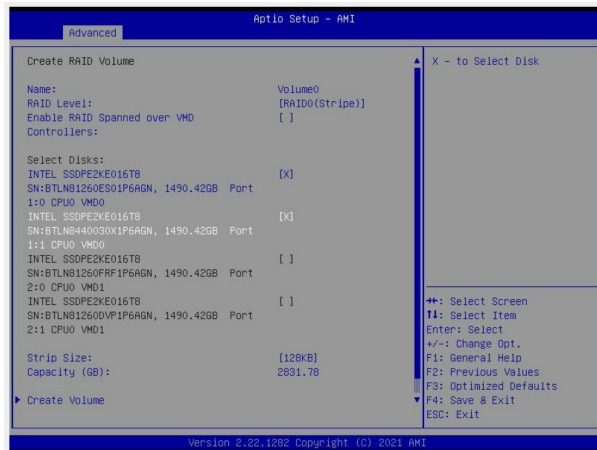 Aptio Setup - AMI
Advanced
Create RAID Volume
X - to Select Disk
Name: Volume0
RAID Level: [RAID0(Stripe)]
Enable RAID Spanned over VMD [ ]
Controllers:
Select Disks:
INTEL SSDPE2KE016T8 [X]
SN:BTLN81260ES01P6AGN, 1490.42GB Port
1:0 CPU0 VMD0
INTEL SSDPE2KE016T8 [X]
SN:BTLN8440030X1P6AGN, 1490.42GB Port
1:1 CPU0 VMD0
INTEL SSDPE2KE016T8 [ ]
SN:BTLN81260FRF1P6AGN, 1490.42GB Port
2:0 CPU0 VMD1
INTEL SSDPE2KE016T8 [ ]
SN:BTLN81260DVP1P6AGN, 1490.42GB Port
2:1 CPU0 VMD1
Strip Size: [128KB]
Capacity (GB): 2831.78
Create Volume
→←: Select Screen
↑↓: Select Item
Enter: Select
+/-: Change Opt.
F1: General Help
F2: Previous Values
F3: Optimized Defaults
F4: Save & Exit
ESC: Exit
Version 2.22.1282 Copyright (C) 2021 AMI